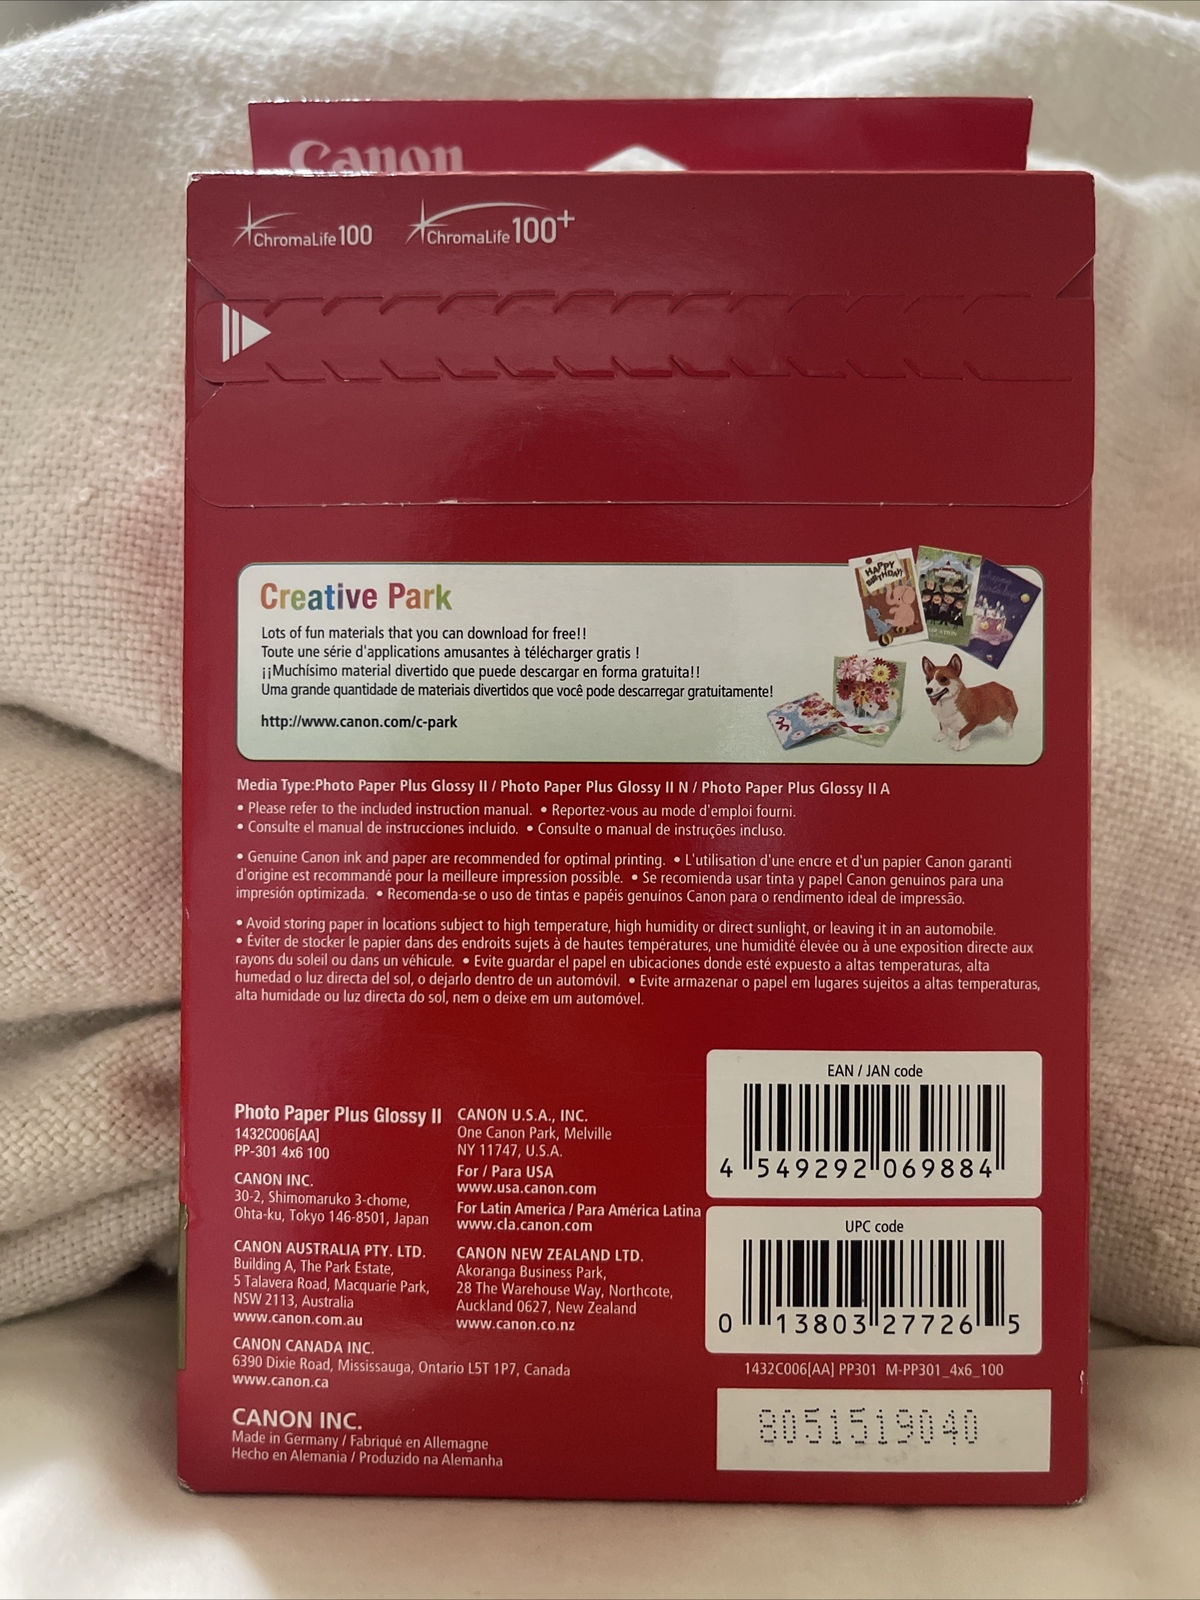 Canon
ChromaLife100 ChromaLife100+
Creative Park
Lots of fun materials that you can download for free!!
Toute une série d'applications amusantes à télécharger gratis !
¡¡Muchísimo material divertido que puede descargar en forma gratuita!!
Uma grande quantidade de materiais divertidos que você pode descarregar gratuitamente!
http://www.canon.com/c-park
HAPPY
BIRTHDAY
Media Type:Photo Paper Plus Glossy II / Photo Paper Plus Glossy II N / Photo Paper Plus Glossy II A
• Please refer to the included instruction manual. • Reportez-vous au mode d'emploi fourni.
• Consulte el manual de instrucciones incluido. • Consulte o manual de instruções incluso.
• Genuine Canon ink and paper are recommended for optimal printing. • L'utilisation d'une encre et d'un papier Canon garanti
d'origine est recommandé pour la meilleure impression possible. • Se recomienda usar tinta y papel Canon genuinos para una
impresión optimizada. • Recomenda-se o uso de tintas e papéis genuínos Canon para o rendimento ideal de impressão.
• Avoid storing paper in locations subject to high temperature, high humidity or direct sunlight, or leaving it in an automobile.
• Éviter de stocker le papier dans des endroits sujets à de hautes températures, une humidité élevée ou à une exposition directe aux
rayons du soleil ou dans un véhicule. • Evite guardar el papel en ubicaciones donde esté expuesto a altas temperaturas, alta
humedad o luz directa del sol, o dejarlo dentro de un automóvil. • Evite armazenar o papel em lugares sujeitos a altas temperaturas,
alta humidade ou luz directa do sol, nem o deixe em um automóvel.
Photo Paper Plus Glossy II
1432C006[AA]
PP-301 4x6 100
CANON INC.
30-2, Shimomaruko 3-chome,
Ohta-ku, Tokyo 146-8501, Japan
CANON AUSTRALIA PTY. LTD.
Building A, The Park Estate,
5 Talavera Road, Macquarie Park,
NSW 2113, Australia
www.canon.com.au
CANON CANADA INC.
6390 Dixie Road, Mississauga, Ontario L5T 1P7, Canada
www.canon.ca
CANON INC.
Made in Germany / Fabriqué en Allemagne
Hecho en Alemania / Produzido na Alemanha
CANON U.S.A., INC.
One Canon Park, Melville
NY 11747, U.S.A.
For / Para USA
www.usa.canon.com
For Latin America / Para América Latina
www.cla.canon.com
CANON NEW ZEALAND LTD.
Akoranga Business Park,
28 The Warehouse Way, Northcote,
Auckland 0627, New Zealand
www.canon.co.nz
EAN / JAN code
4 549292 069884
UPC code
0 13803 27726 5
1432C006[AA] PP301 M-PP301_4x6_100
8051519040